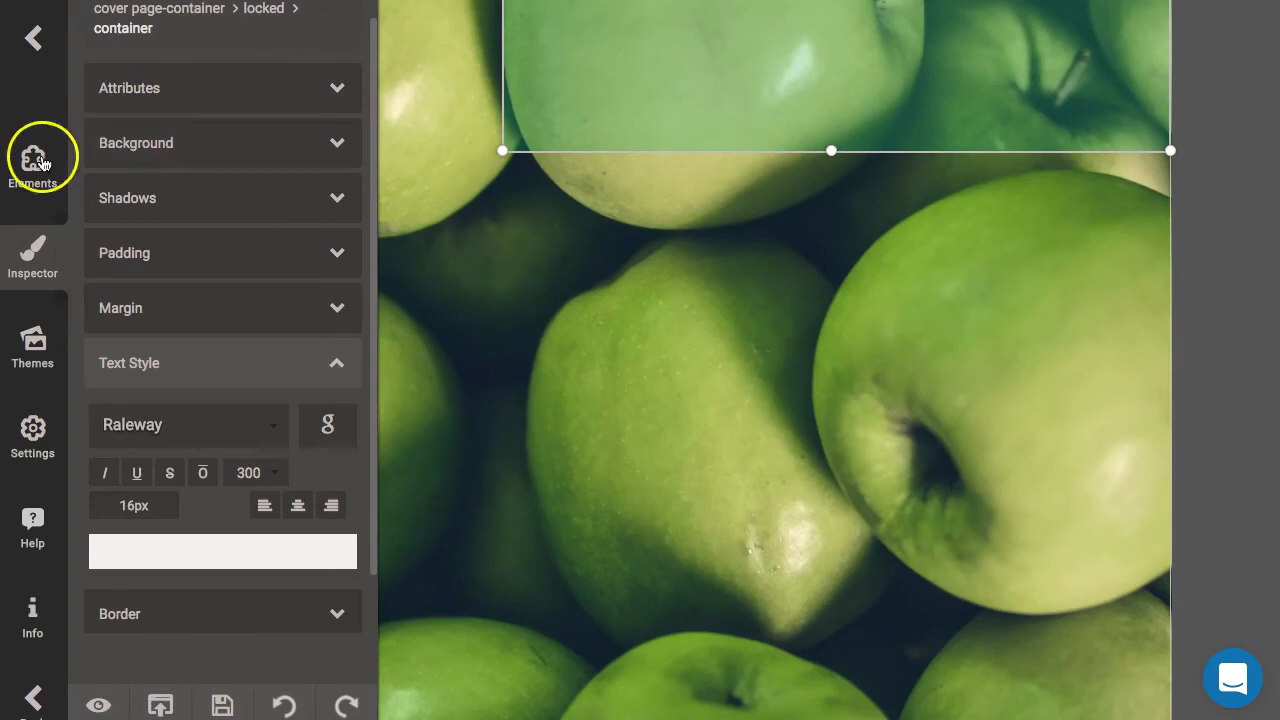 cover page-container > locked >
container
Attributes
Background
Elements
Shadows
Padding
Inspector
Margin
Themes
Text Style
Raleway g
Settings
I U S O 300
16px
Help
Border
Info